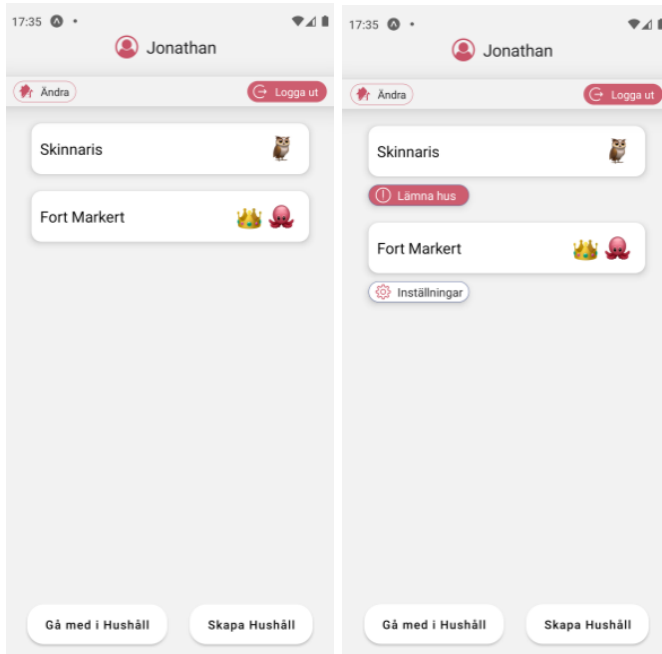 17:35
Jonathan
Ändra
Logga ut
Skinnaris
Fort Markert
Gå med i Hushåll
Skapa Hushåll
17:35
Jonathan
Ändra
Logga ut
Skinnaris
Lämna hus
Fort Markert
Inställningar
Gå med i Hushåll
Skapa Hushåll